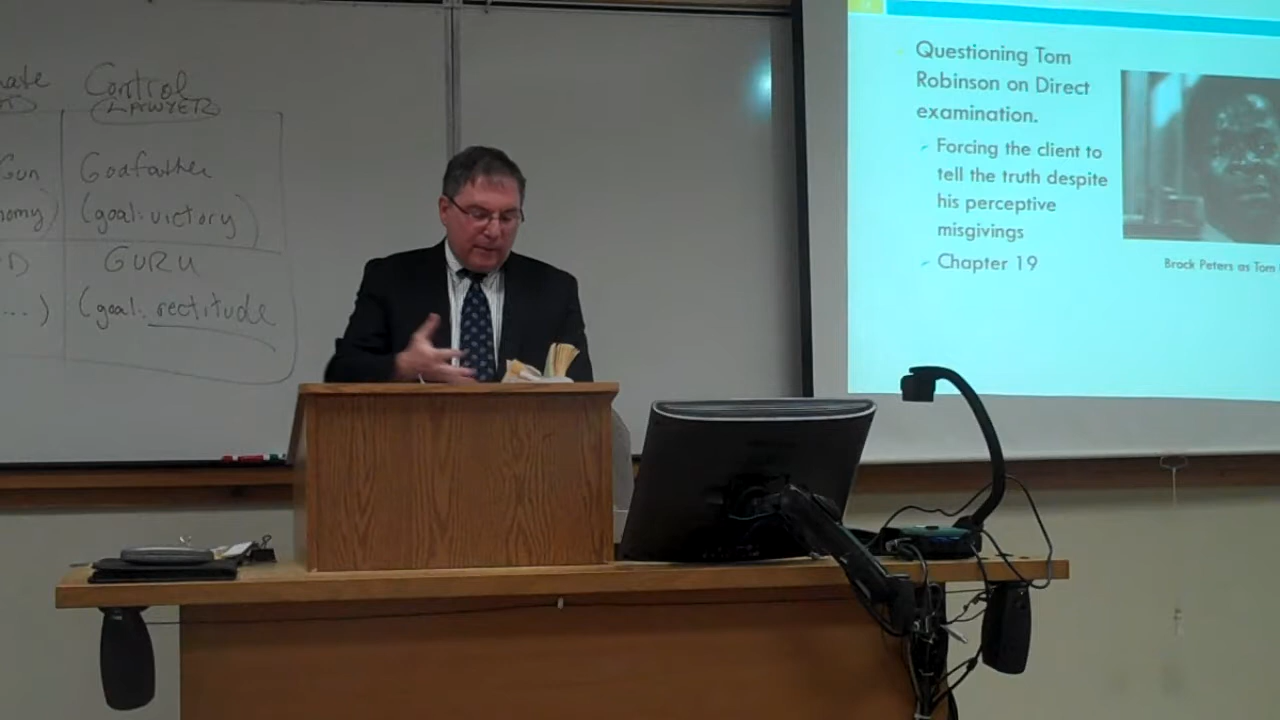 Control
LAWYER
Gun
Godfather
(goal: victory)
GURU
...)
(goal: rectitude
Questioning Tom
Robinson on Direct
examination.
Forcing the client to
tell the truth despite
his perceptive
misgivings
Chapter 19
Brock Peters as Tom